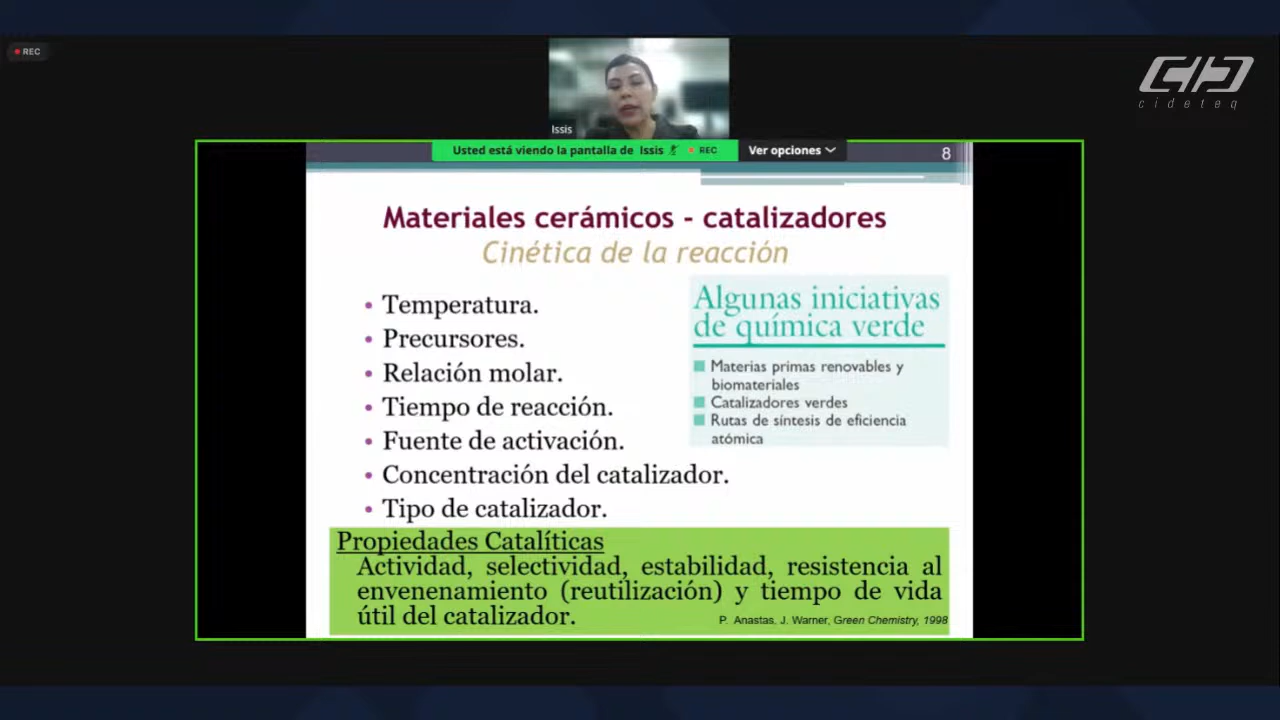 REC
CID
cideteq
Issis
Usted está viendo la pantalla de Issis REC
Ver opciones
8
Materiales cerámicos - catalizadores
Cinética de la reacción
• Temperatura.
• Precursores.
• Relación molar.
• Tiempo de reacción.
• Fuente de activación.
• Concentración del catalizador.
• Tipo de catalizador.
Algunas iniciativas
de química verde
Materias primas renovables y
biomateriales
Catalizadores verdes
Rutas de síntesis de eficiencia
atómica
Propiedades Catalíticas
Actividad, selectividad, estabilidad, resistencia al
envenenamiento (reutilización) y tiempo de vida
útil del catalizador.
P. Anastas, J. Warner, Green Chemistry, 1998